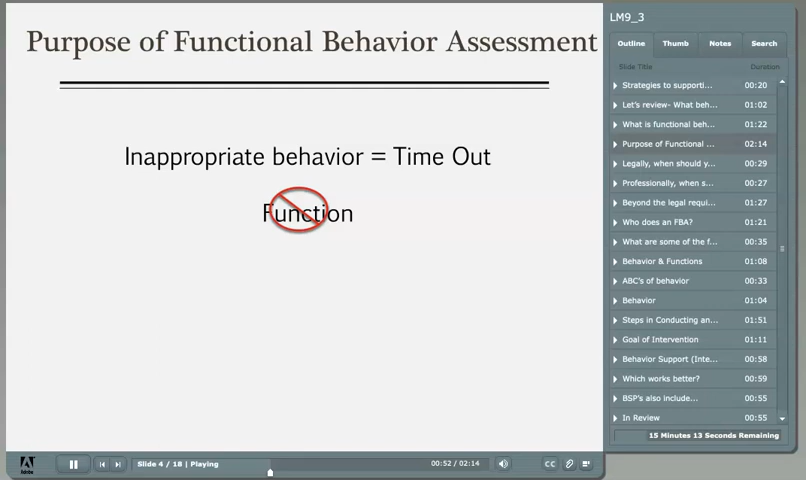 LM9_3
Purpose of Functional Behavior Assessment
Inappropriate behavior = Time Out
Function
Outline Thumb Notes Search
Slide Title Duration
Strategies to supporti... 00:20
Let's review- What beh... 01:02
What is functional beh... 01:22
Purpose of Functional ... 02:14
Legally, when should y... 00:29
Professionally, when s... 00:27
Beyond the legal requi... 01:27
Who does an FBA? 01:21
What are some of the f... 00:35
Behavior & Functions 01:08
ABC's of behavior 00:33
Behavior 01:04
Steps in Conducting an... 01:51
Goal of Intervention 01:11
Behavior Support (Inte... 00:58
Which works better? 00:59
BSP's also include... 00:55
In Review 00:55
15 Minutes 13 Seconds Remaining
Slide 4 / 18 | Playing 00:52 / 02:14 CC